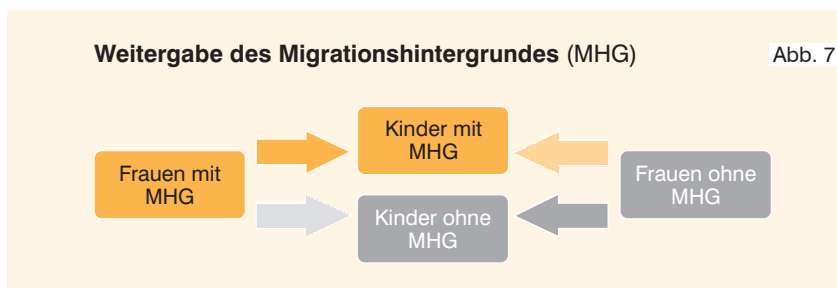 Weitergabe des Migrationshintergrundes (MHG)
Abb. 7
Kinder mit
MHG
Frauen mit
MHG
Frauen ohne
MHG
Kinder ohne
MHG